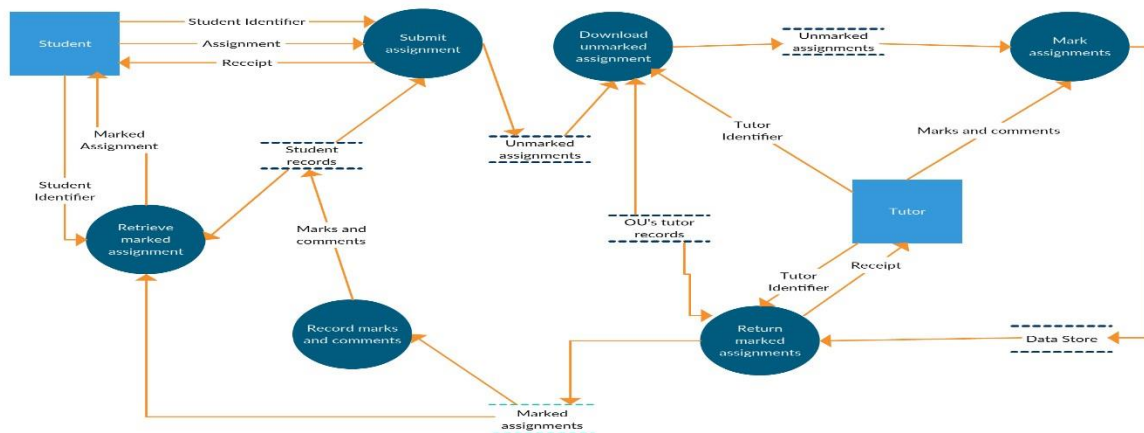 Student Identifier
Student
Assignment
Receipt
Submit
assignment
Download
unmarked
assignment
Unmarked
assignments
Mark
assignments
Marked
Assignment
Student
Identifier
Student
records
Unmarked
assignments
Tutor
Identifier
Marks and comments
Retrieve
marked
assignment
Marks and
comments
OU's tutor
records
Tutor
Tutor
Identifier
Receipt
Record marks
and comments
Return
marked
assignments
Data Store
Marked
assignments